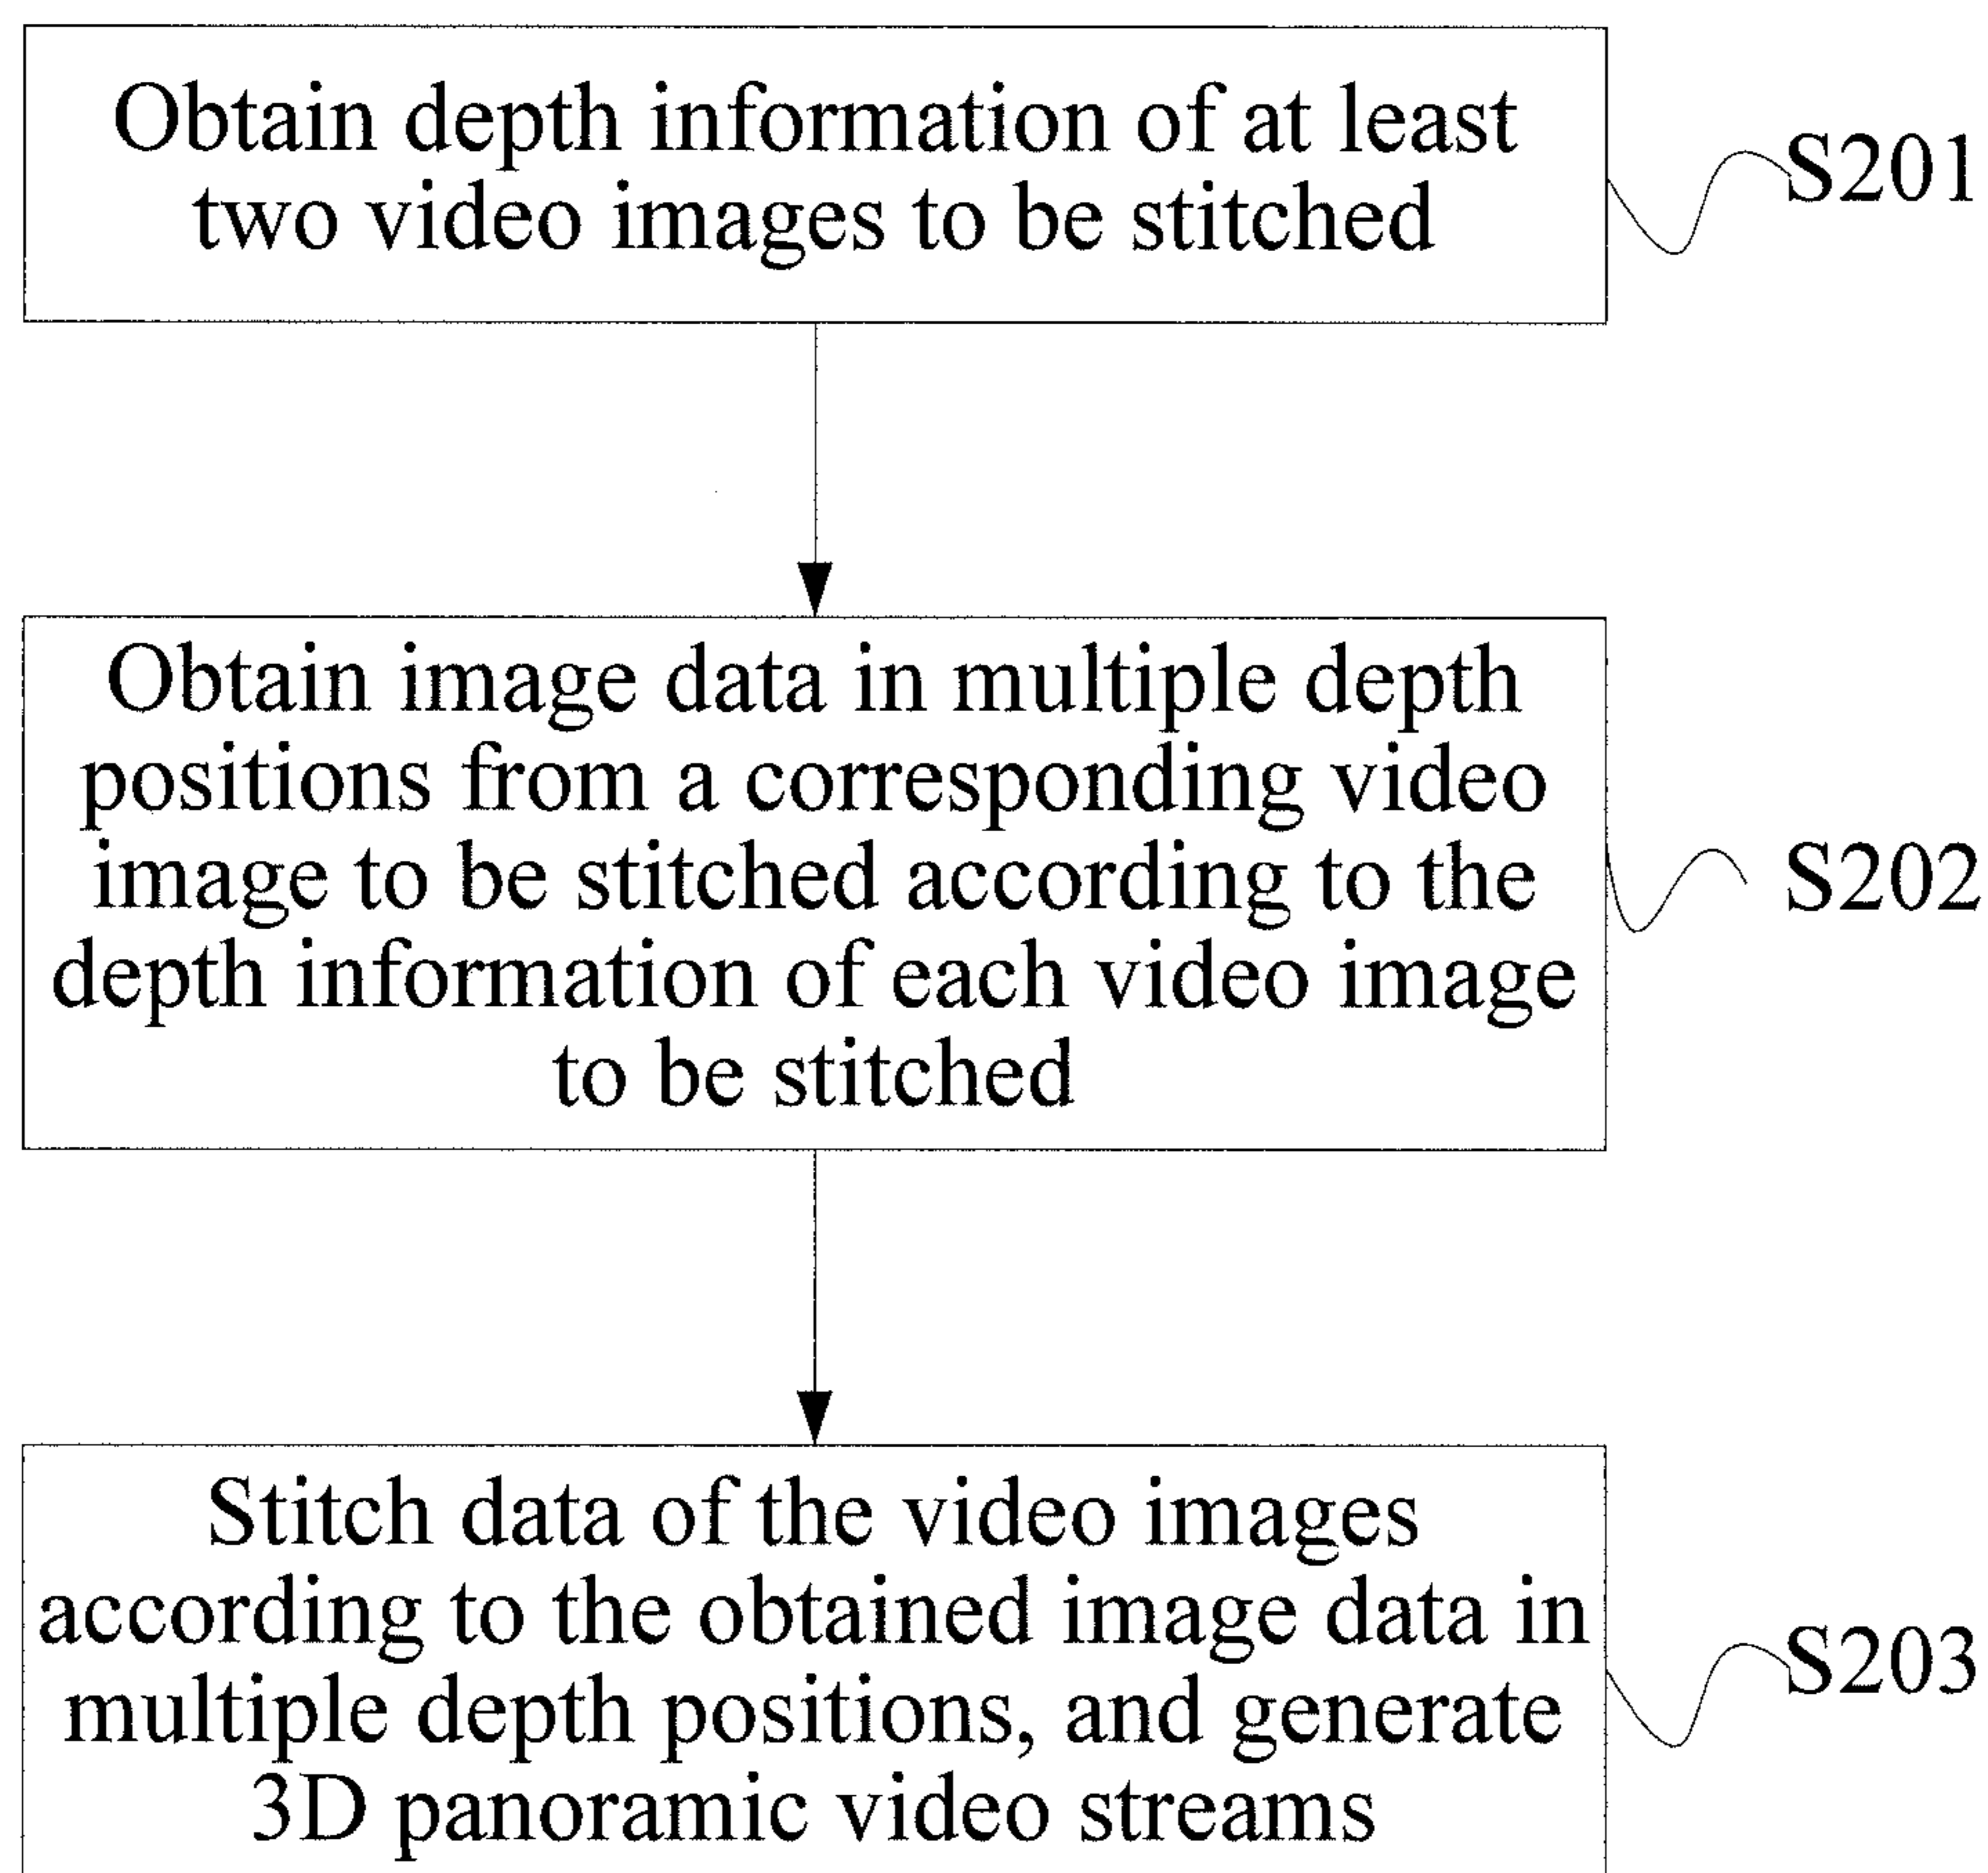 Obtain depth information of at least
two video images to be stitched
S201
Obtain image data in multiple depth
positions from a corresponding video
image to be stitched according to the
depth information of each video image
to be stitched
S202
Stitch data of the video images
according to the obtained image data in
multiple depth positions, and generate
3D panoramic video streams
S203